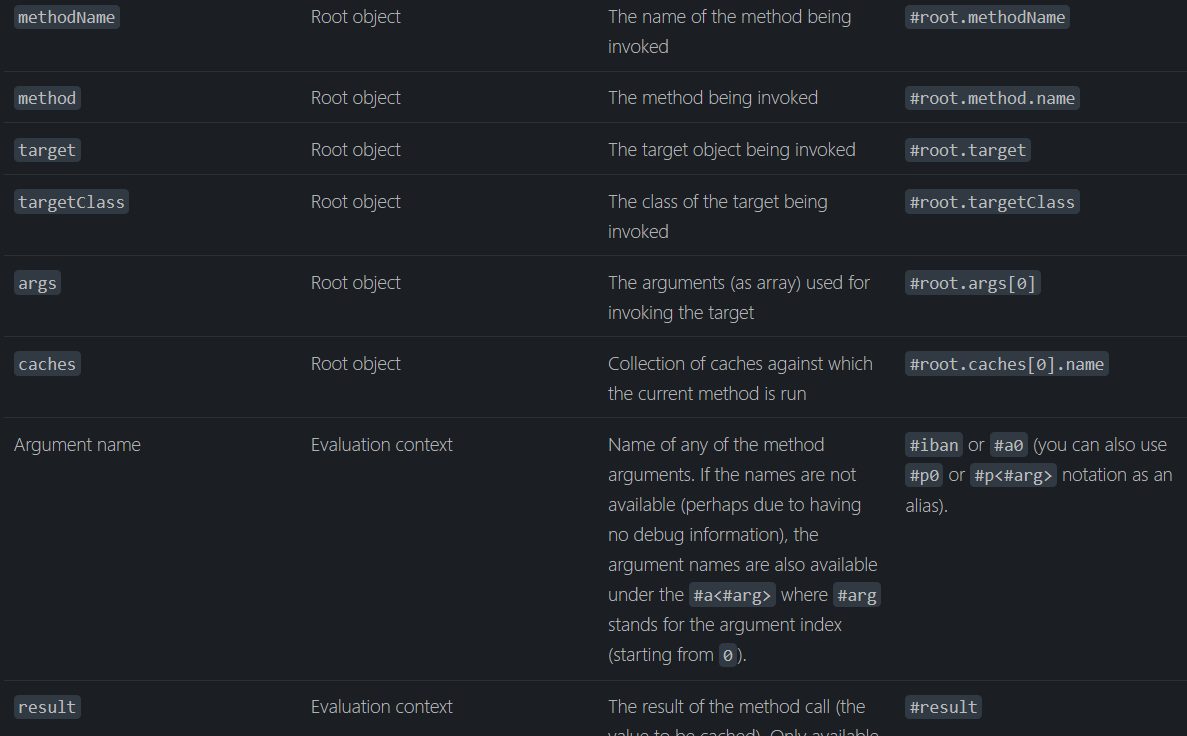 methodName Root object The name of the method being #root.methodName
invoked
method Root object The method being invoked #root.method.name
target Root object The target object being invoked #root.target
targetClass Root object The class of the target being #root.targetClass
invoked
args Root object The arguments (as array) used for #root.args[0]
invoking the target
caches Root object Collection of caches against which #root.caches[0].name
the current method is run
Argument name Evaluation context Name of any of the method #iban or #a0 (you can also use
arguments. If the names are not #p0 or #p<#arg> notation as an
available (perhaps due to having alias).
no debug information), the
argument names are also available
under the #a<#arg> where #arg
stands for the argument index
(starting from 0).
result Evaluation context The result of the method call (the #result
value to be cached). Only available